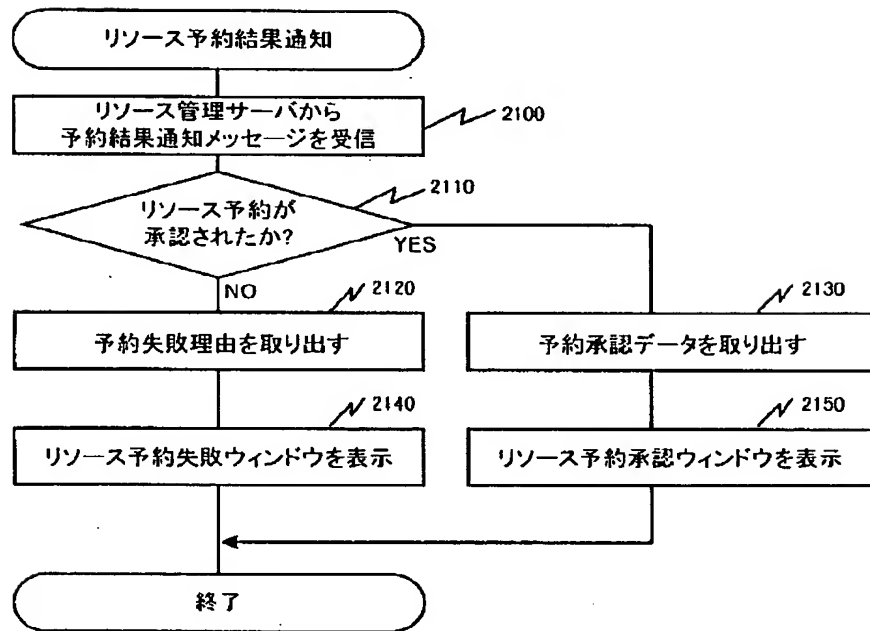 リソース予約結果通知
リソース管理サーバから
予約結果通知メッセージを受信
2100
2110
リソース予約が
承認されたか?
YES
NO
2120
2130
予約失敗理由を取り出す
予約承認データを取り出す
2140
2150
リソース予約失敗ウィンドウを表示
リソース予約承認ウィンドウを表示
終了